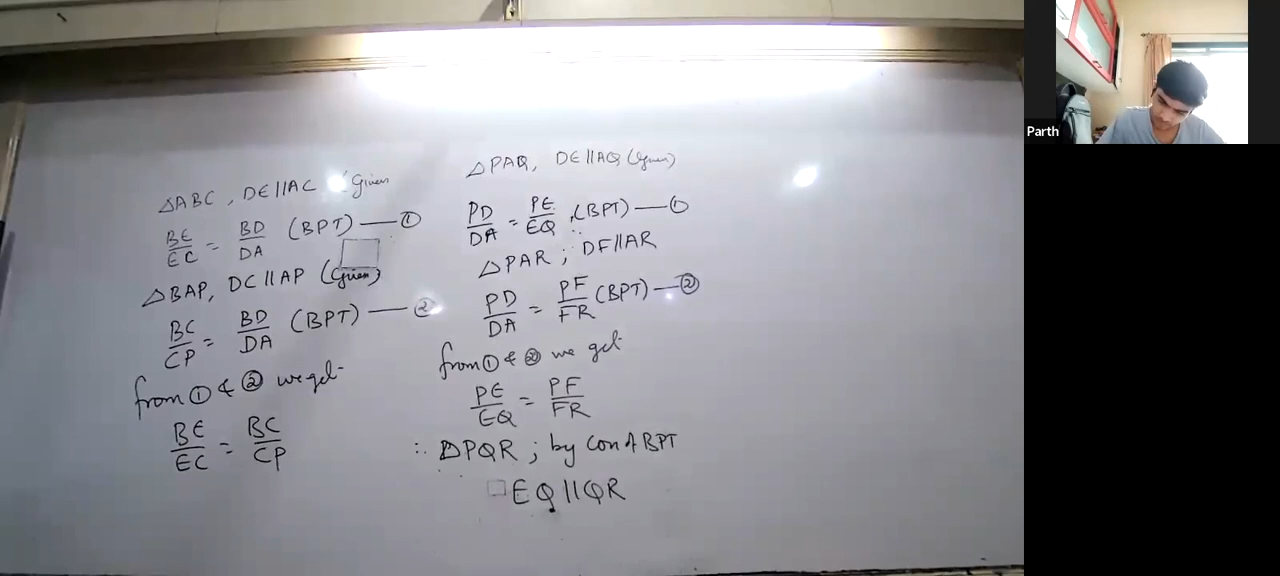 △ABC, DE||AC (Given
BE/EC = BD/DA (BPT) — ①
△BAP, DC||AP (Given)
BC/CP = BD/DA (BPT) — ②
from ① & ② we get
BE/EC = BC/CP
△PAQ, DE||AQ (Given)
PD/DA = PE/EQ, (BPT) — ①
△PAR; DF||AR
PD/DA = PF/FR (BPT) — ②
from ① & ② we get
PE/EQ = PF/FR
∴ △PQR; by con of BPT
EQ||QR
Parth